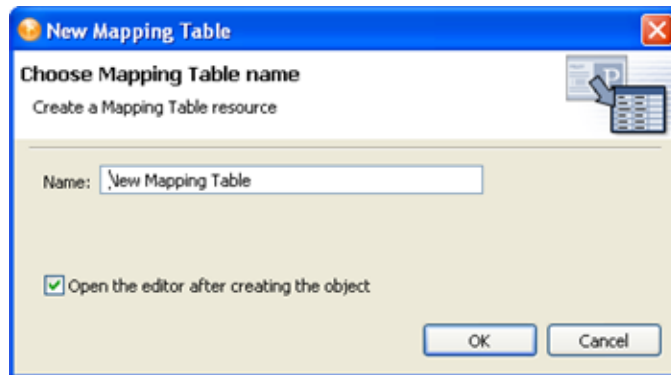 New Mapping Table
Choose Mapping Table name
Create a Mapping Table resource
P
Name: New Mapping Table
Open the editor after creating the object
OK Cancel